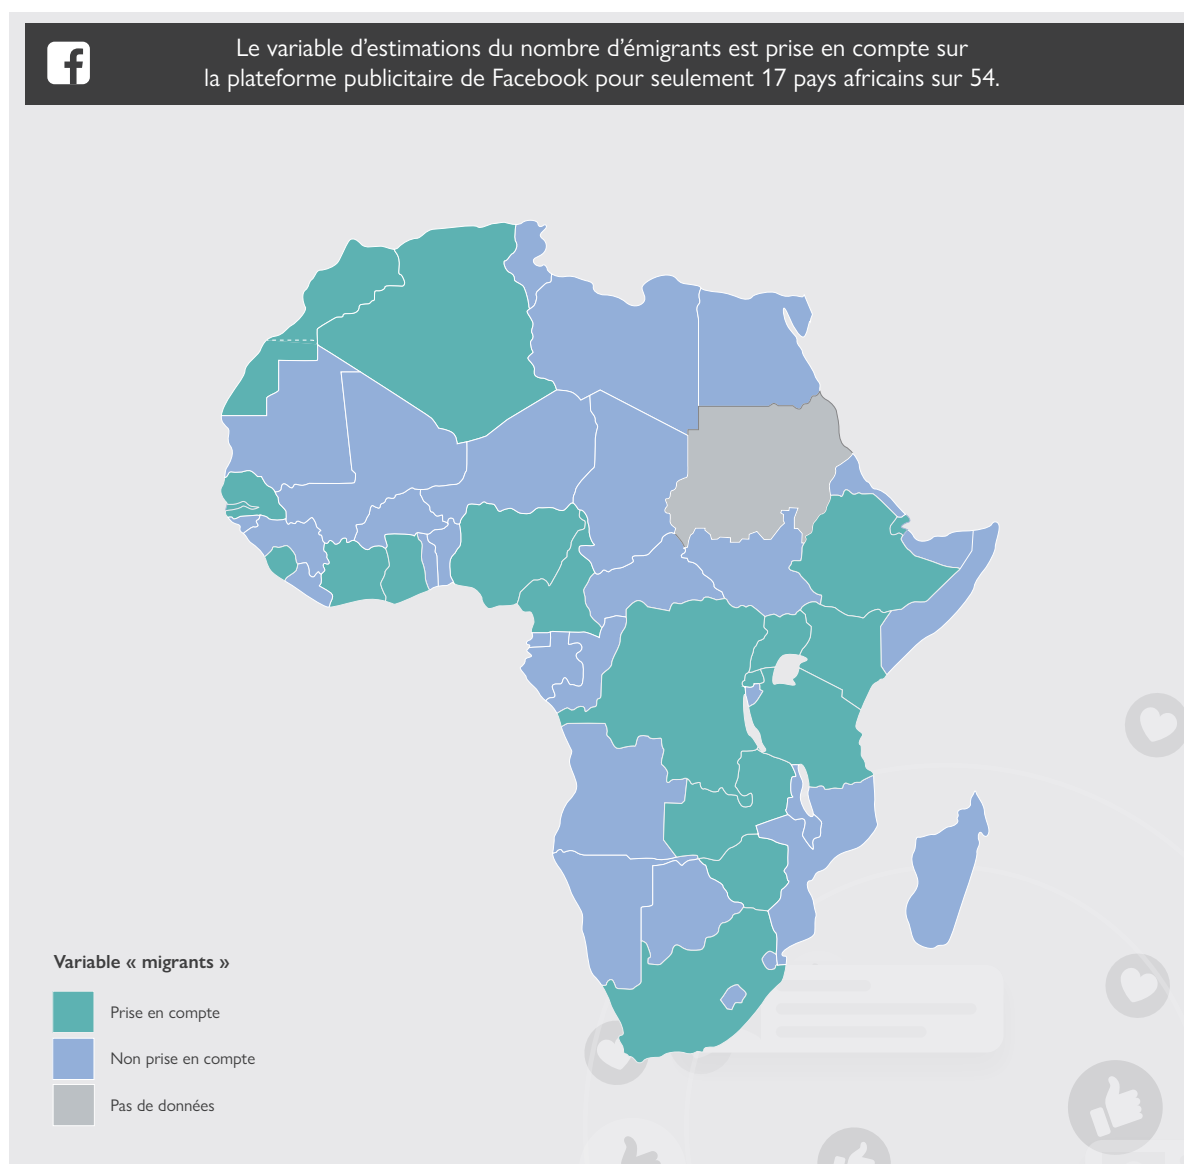 Le variable d’estimations du nombre d’émigrants est prise en compte sur
la plateforme publicitaire de Facebook pour seulement 17 pays africains sur 54.
Variable « migrants »
Prise en compte
Non prise en compte
Pas de données